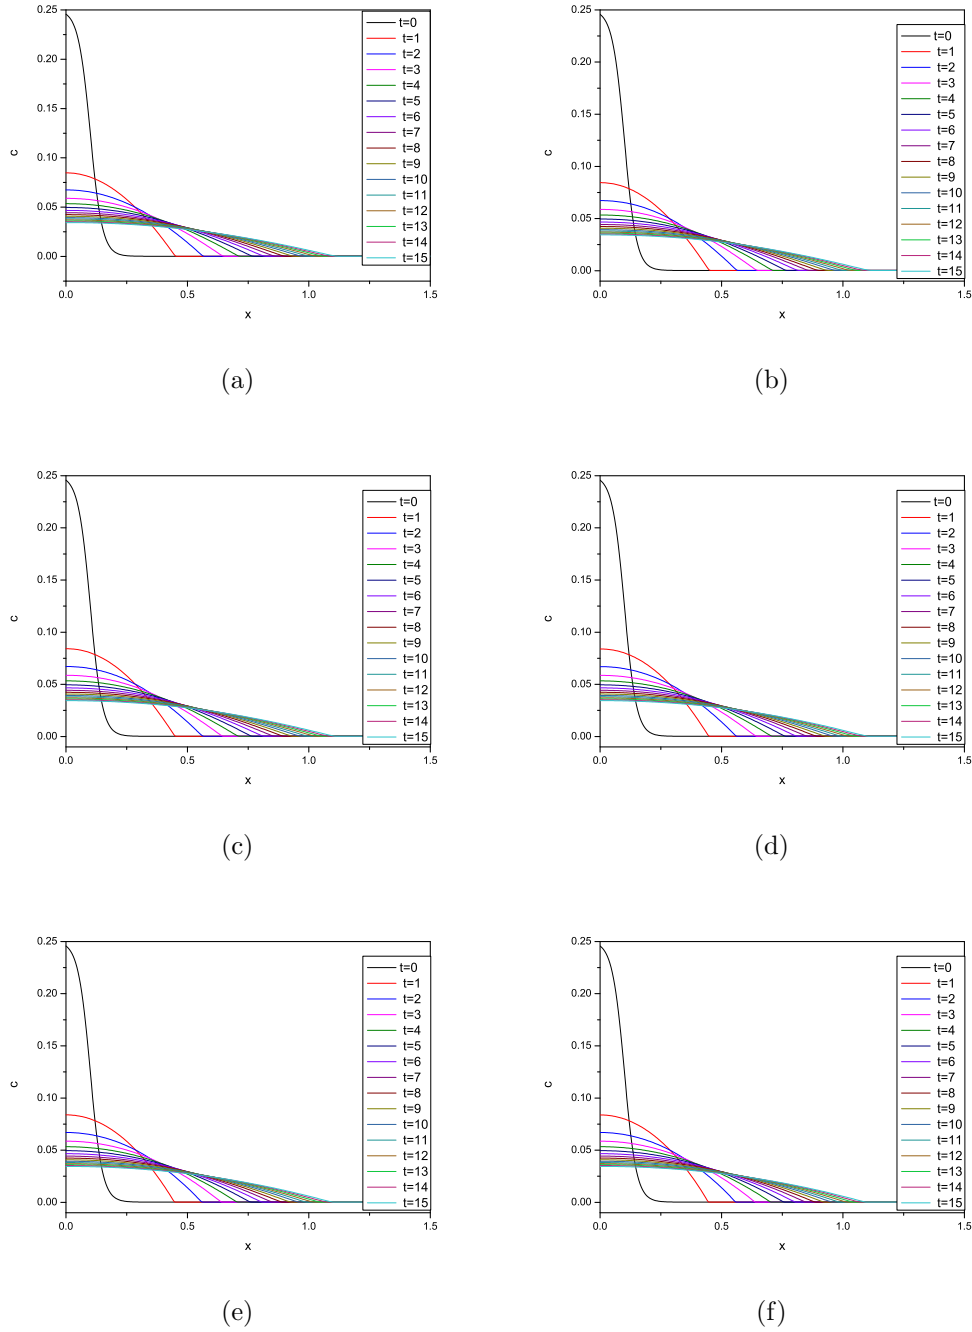 0.25
0.20
0.15
0.10
0.05
0.00
c
0.0
0.5
1.0
1.5
x
t=0
t=1
t=2
t=3
t=4
t=5
t=6
t=7
t=8
t=9
t=10
t=11
t=12
t=13
t=14
t=15
(a)
0.25
0.20
0.15
0.10
0.05
0.00
c
0.0
0.5
1.0
1.5
x
t=0
t=1
t=2
t=3
t=4
t=5
t=6
t=7
t=8
t=9
t=10
t=11
t=12
t=13
t=14
t=15
(b)
0.25
0.20
0.15
0.10
0.05
0.00
c
0.0
0.5
1.0
1.5
x
t=0
t=1
t=2
t=3
t=4
t=5
t=6
t=7
t=8
t=9
t=10
t=11
t=12
t=13
t=14
t=15
(c)
0.25
0.20
0.15
0.10
0.05
0.00
c
0.0
0.5
1.0
1.5
x
t=0
t=1
t=2
t=3
t=4
t=5
t=6
t=7
t=8
t=9
t=10
t=11
t=12
t=13
t=14
t=15
(d)
0.25
0.20
0.15
0.10
0.05
0.00
c
0.0
0.5
1.0
1.5
x
t=0
t=1
t=2
t=3
t=4
t=5
t=6
t=7
t=8
t=9
t=10
t=11
t=12
t=13
t=14
t=15
(e)
0.25
0.20
0.15
0.10
0.05
0.00
c
0.0
0.5
1.0
1.5
x
t=0
t=1
t=2
t=3
t=4
t=5
t=6
t=7
t=8
t=9
t=10
t=11
t=12
t=13
t=14
t=15
(f)